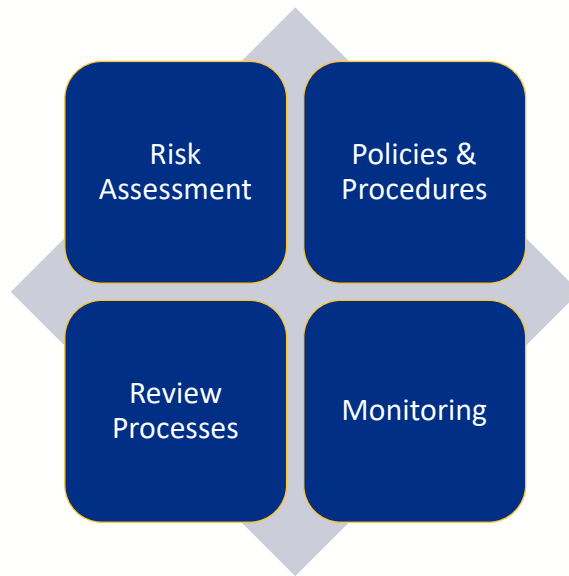 Risk
Assessment
Policies &
Procedures
Review
Processes
Monitoring